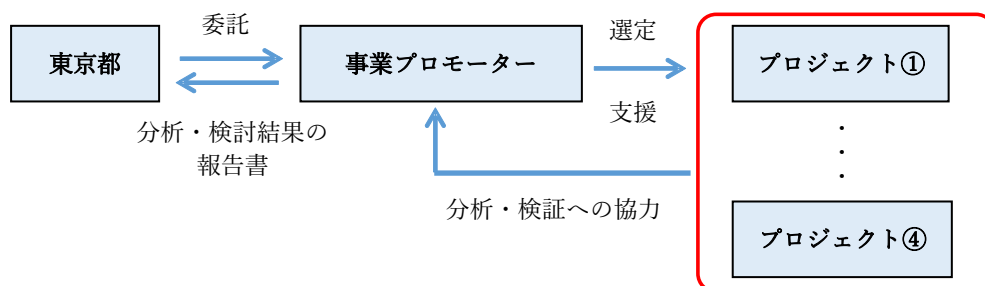 委託
選定
東京都
事業プロモーター
プロジェクト①
支援
分析・検討結果の
報告書
・
・
・
分析・検証への協力
プロジェクト④